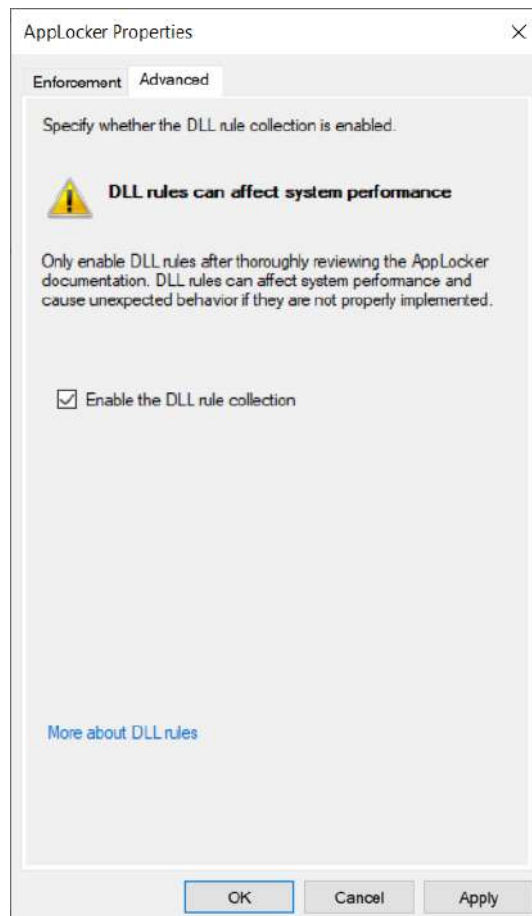 AppLocker Properties
Enforcement Advanced
Specify whether the DLL rule collection is enabled.
DLL rules can affect system performance
Only enable DLL rules after thoroughly reviewing the AppLocker
documentation. DLL rules can affect system performance and
cause unexpected behavior if they are not properly implemented.
Enable the DLL rule collection
More about DLL rules
OK Cancel Apply